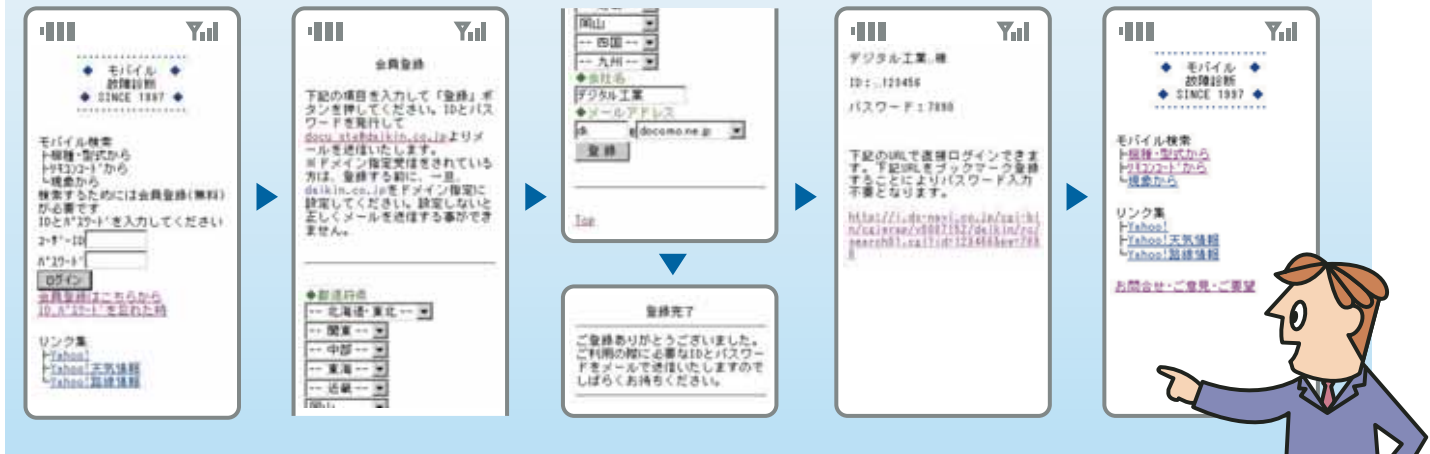 ◆ モバイル ◆
故障診断
◆ SINCE 1997 ◆
モバイル検索
├機種・型式から
├ﾘﾓｺﾝｺｰﾄﾞから
└現象から
検索するためには会員登録(無料)
が必要です
IDとﾊﾟｽﾜｰﾄﾞを入力してください
ﾕｰｻﾞｰID
ﾊﾟｽﾜｰﾄﾞ
ログイン
会員登録はこちらから
ID,ﾊﾟｽﾜｰﾄﾞを忘れた時
リンク集
├Yahoo!
├Yahoo!天気情報
└Yahoo!路線情報
会員登録
下記の項目を入力して「登録」ボ
タンを押してください。IDとパス
ワードを発行して
docu_sta@daikin.co.jpよりメ
ールを送信いたします。
※ドメイン指定受信をされている
方は、登録する前に、一旦、
daikin.co.jpをドメイン指定に
設定してください。設定しないと
正しくメールを送信する事ができ
ません。
◆都道府県
-- 北海道・東北 --
-- 関東 --
-- 中部 --
-- 東海 --
-- 近畿 --
岡山
-- 四国 --
-- 九州 --
◆会社名
デジタル工業
◆メールアドレス
dk @docomo.ne.jp
登録
Top
登録完了
ご登録ありがとうございました。
ご利用の際に必要なIDとパスワー
ドをメールで送信いたしますので
しばらくお待ちください。
デジタル工業 様
ID: 123456
パスワード:7890
下記のURLで直接ログインできま
す。下記URLをブックマーク登録
することによりパスワード入力
不要となります。
◆ モバイル ◆
故障診断
◆ SINCE 1997 ◆
モバイル検索
├機種・型式から
├ﾘﾓｺﾝｺｰﾄﾞから
└現象から
リンク集
├Yahoo!
├Yahoo!天気情報
└Yahoo!路線情報
お問合せ・ご意見・ご要望